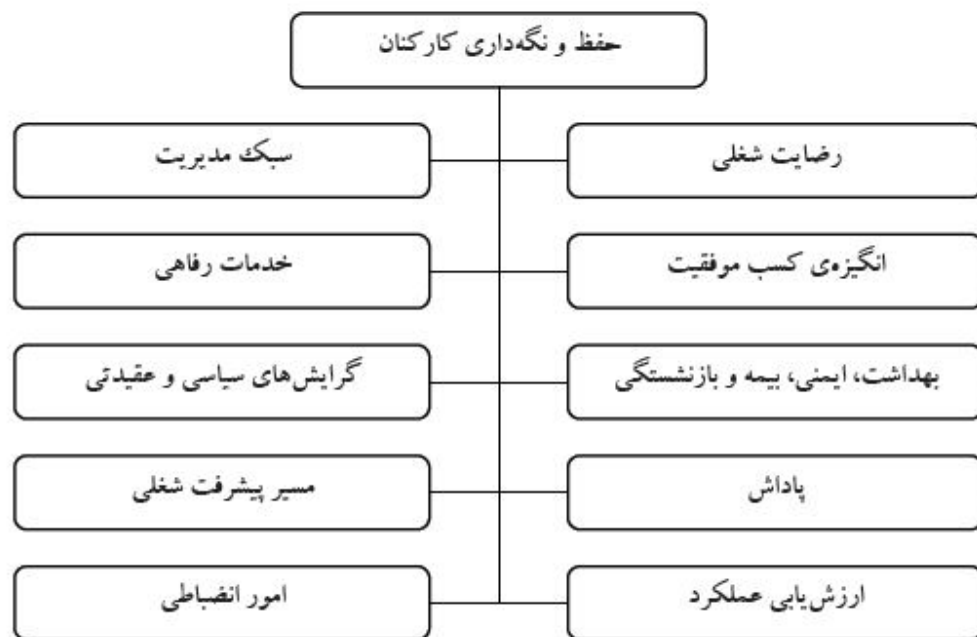 حفظ و نگه‌داری کارکنان
رضایت شغلی
سبک مدیریت
انگیزه‌ی کسب موفقیت
خدمات رفاهی
بهداشت، ایمنی، بیمه و بازنشستگی
گرایش‌های سیاسی و عقیدتی
پاداش
مسیر پیشرفت شغلی
ارزش‌یابی عملکرد
امور انضباطی